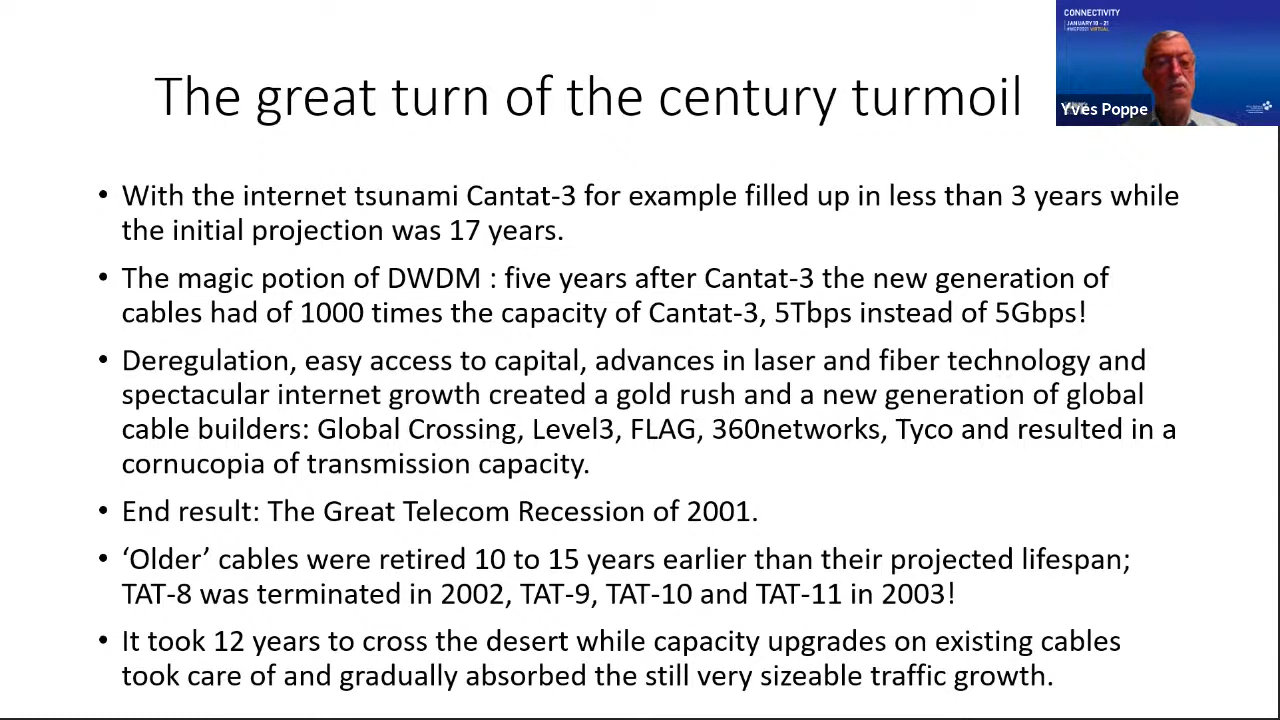 CONNECTIVITY
JANUARY 10 - 21
VIRTUAL
Yves Poppe
The great turn of the century turmoil
• With the internet tsunami Cantat-3 for example filled up in less than 3 years while
the initial projection was 17 years.
• The magic potion of DWDM : five years after Cantat-3 the new generation of
cables had of 1000 times the capacity of Cantat-3, 5Tbps instead of 5Gbps!
• Deregulation, easy access to capital, advances in laser and fiber technology and
spectacular internet growth created a gold rush and a new generation of global
cable builders: Global Crossing, Level3, FLAG, 360networks, Tyco and resulted in a
cornucopia of transmission capacity.
• End result: The Great Telecom Recession of 2001.
• ‘Older’ cables were retired 10 to 15 years earlier than their projected lifespan;
TAT-8 was terminated in 2002, TAT-9, TAT-10 and TAT-11 in 2003!
• It took 12 years to cross the desert while capacity upgrades on existing cables
took care of and gradually absorbed the still very sizeable traffic growth.